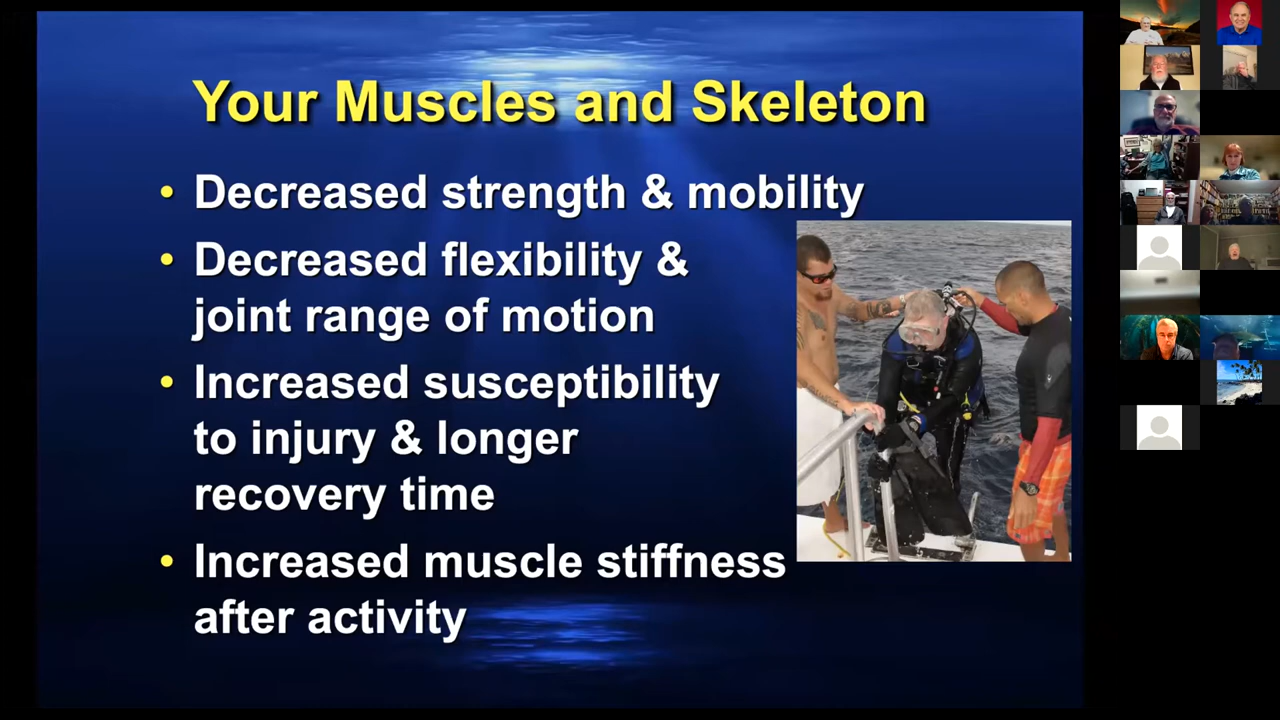 Your Muscles and Skeleton
• Decreased strength & mobility
• Decreased flexibility &
joint range of motion
• Increased susceptibility
to injury & longer
recovery time
• Increased muscle stiffness
after activity